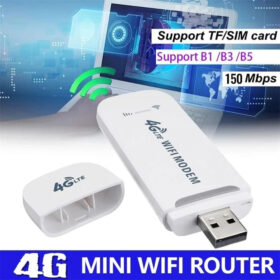 Support TF/SIM card
Support B1 /B3 /B5
150 Mbps
4G LTE WIFI MODEM
4G LTE
4G MINI WIFI ROUTER